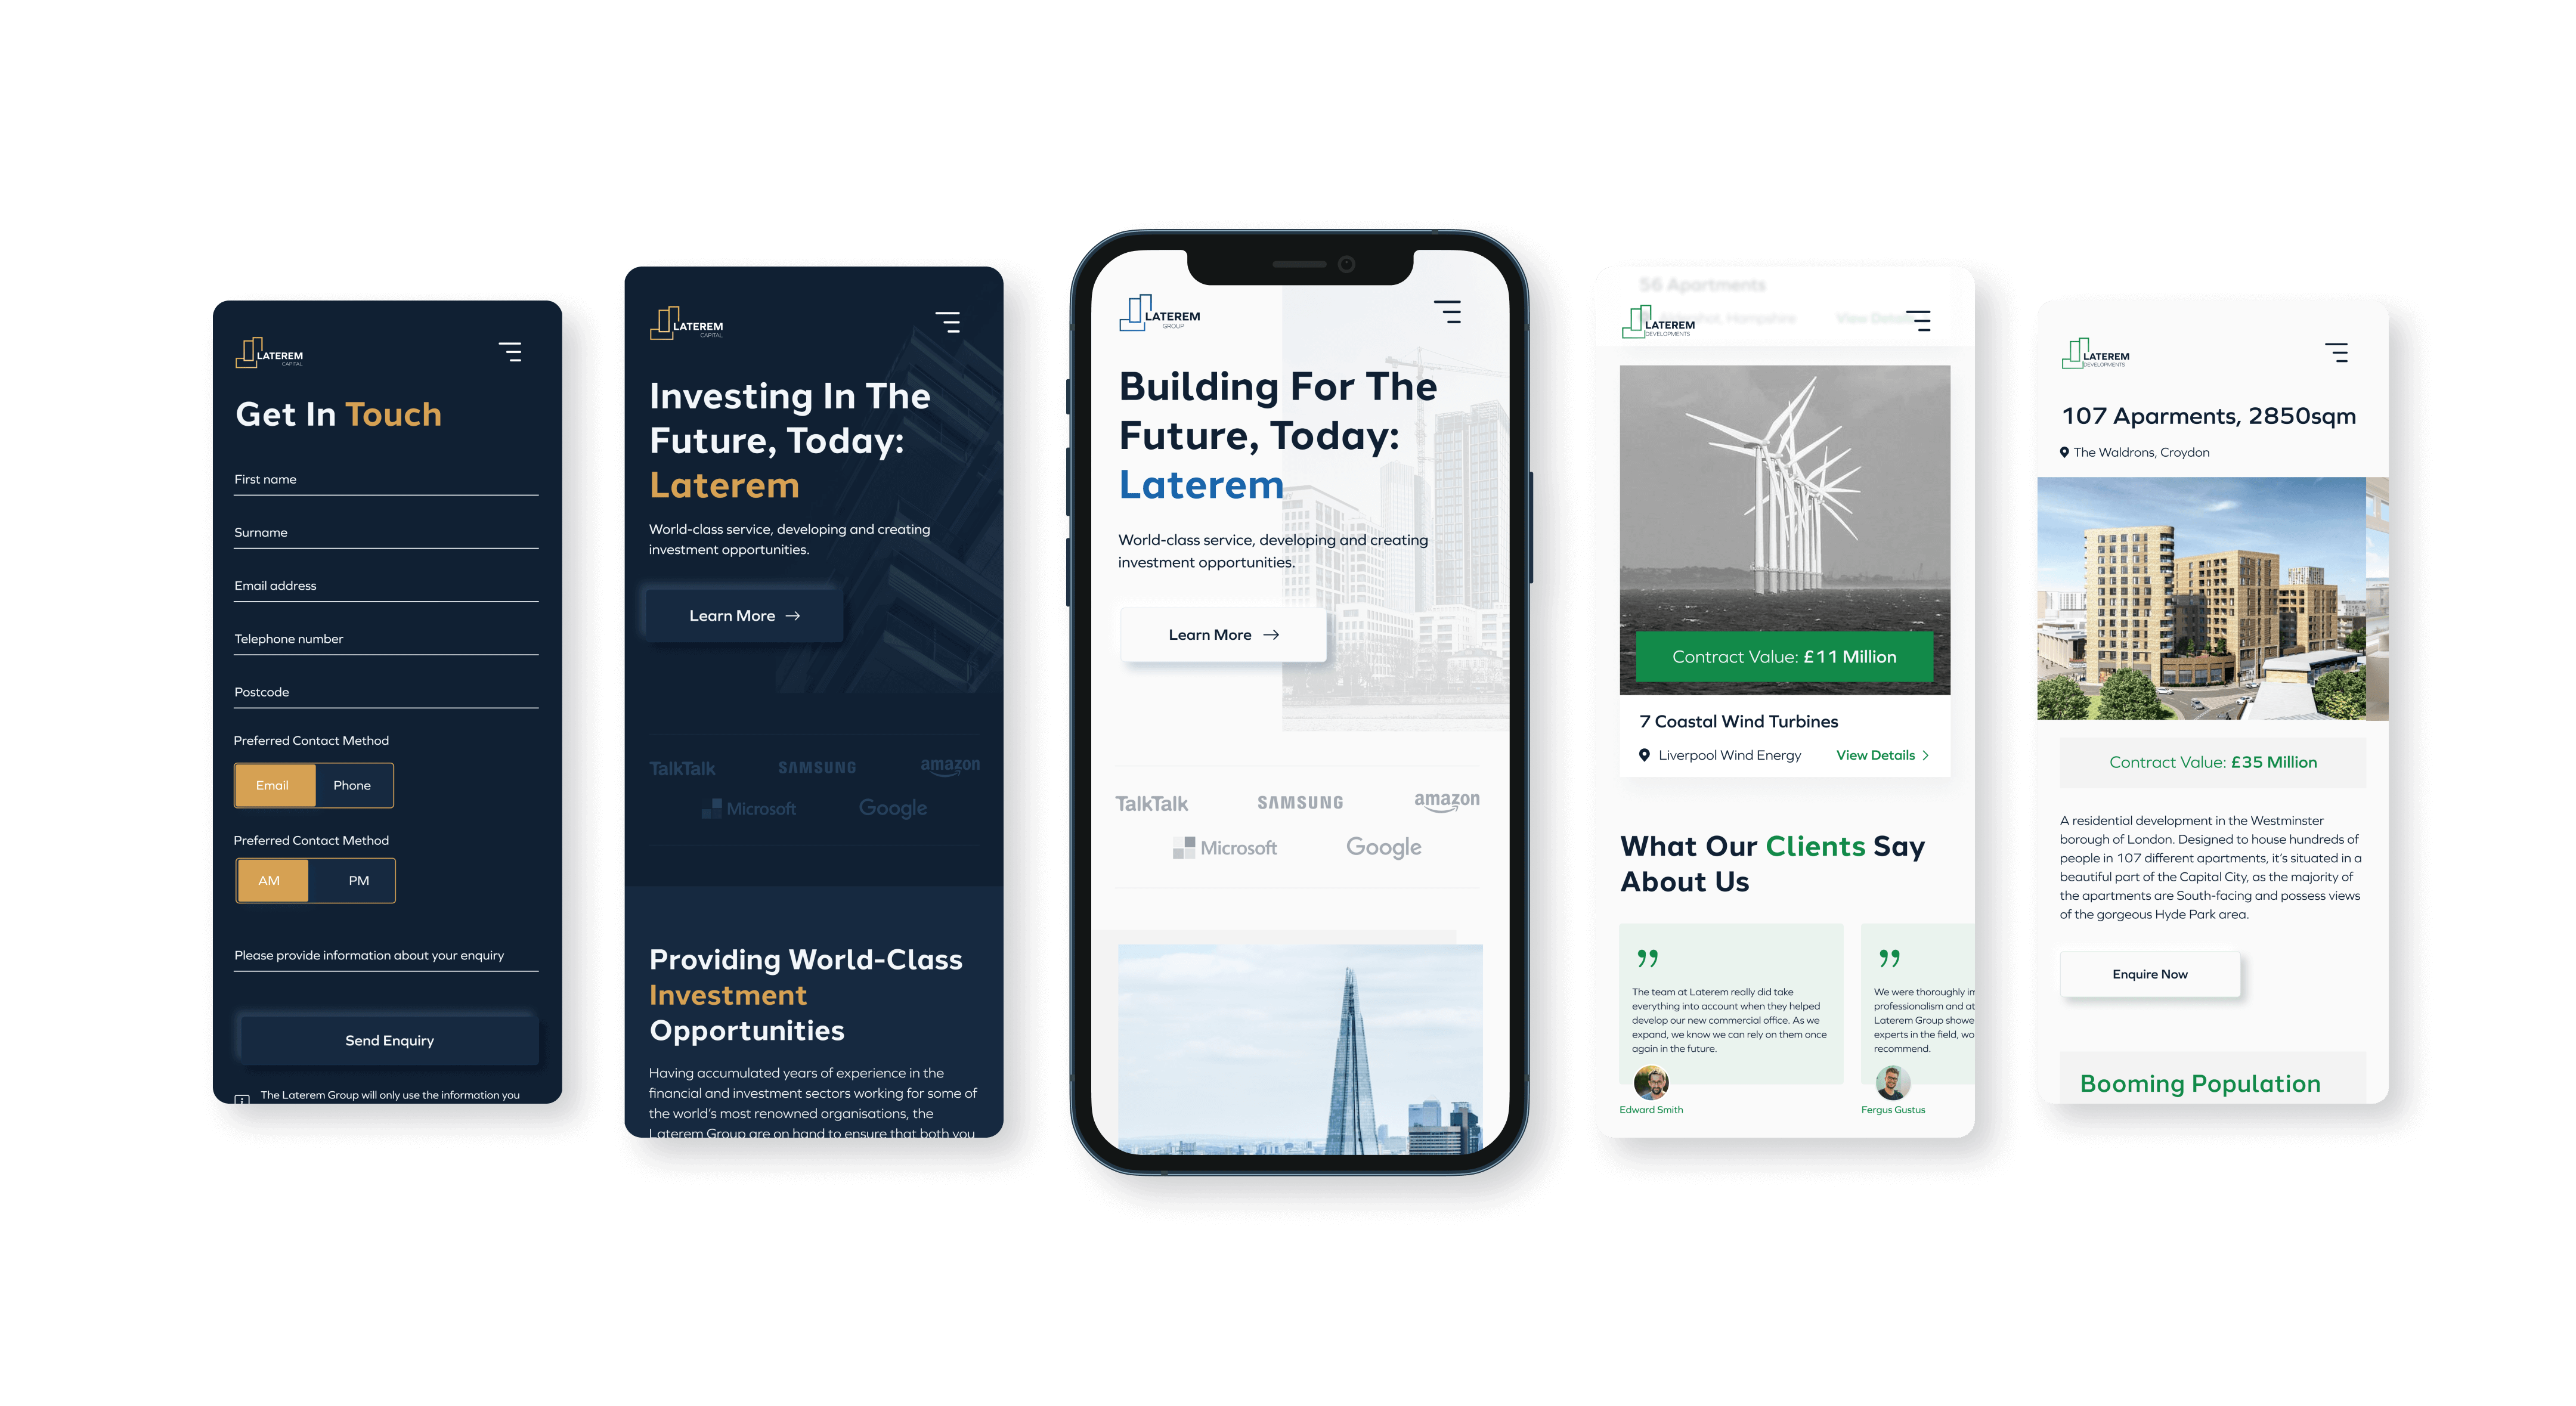 LATEREM
CAPITAL
Get In Touch
First name
Surname
Email address
Telephone number
Postcode
Preferred Contact Method
Email Phone
Preferred Contact Method
AM PM
Please provide information about your enquiry
Send Enquiry
The Laterem Group will only use the information you
LATEREM
CAPITAL
Investing In The
Future, Today:
Laterem
World-class service, developing and creating
investment opportunities.
Learn More
TalkTalk SAMSUNG amazon
Microsoft Google
Providing World-Class
Investment
Opportunities
Having accumulated years of experience in the
financial and investment sectors working for some of
the world's most renowned organisations, the
Laterem Group are on hand to ensure that both you
LATEREM
GROUP
Building For The
Future, Today:
Laterem
World-class service, developing and creating
investment opportunities.
Learn More
TalkTalk SAMSUNG amazon
Microsoft Google
56 Apartments
Hampshire View
LATEREM
DEVELOPMENTS
Contract Value: £11 Million
7 Coastal Wind Turbines
Liverpool Wind Energy View Details
What Our Clients Say
About Us
The team at Laterem really did take
everything into account when they helped
develop our new commercial office. As we
expand, we know we can rely on them once
again in the future.
Edward Smith
We were thoroughly im
professionalism and at
Laterem Group showe
experts in the field, wo
recommend.
Fergus Gustus
LATEREM
DEVELOPMENTS
107 Aparments, 2850sqm
The Waldrons, Croydon
Contract Value: £35 Million
A residential development in the Westminster
borough of London. Designed to house hundreds of
people in 107 different apartments, it's situated in a
beautiful part of the Capital City, as the majority of
the apartments are South-facing and possess views
of the gorgeous Hyde Park area.
Enquire Now
Booming Population